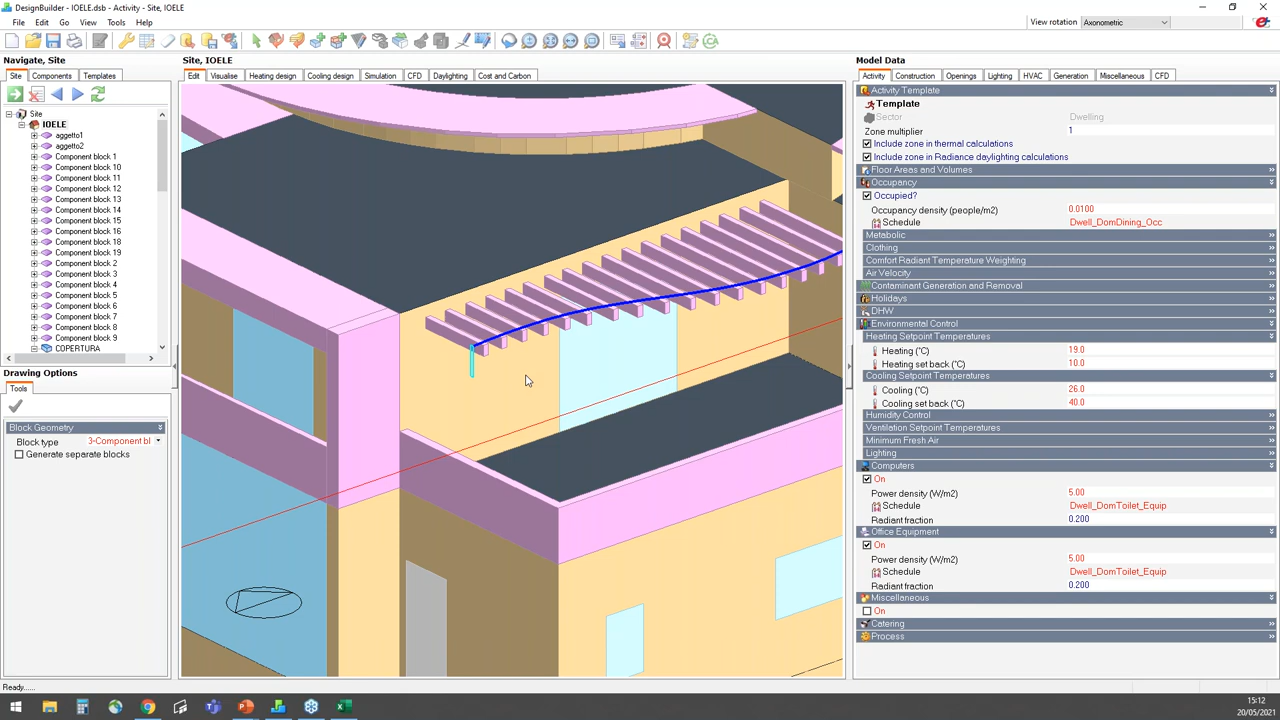 DesignBuilder - IOELE.dsb - Activity - Site, IOELE
File Edit Go View Tools Help
View rotation Axonometric
Navigate, Site
Site Components Templates
Site
IOELE
aggetto1
aggetto2
Component block 1
Component block 10
Component block 11
Component block 12
Component block 13
Component block 14
Component block 15
Component block 16
Component block 18
Component block 19
Component block 2
Component block 3
Component block 4
Component block 5
Component block 6
Component block 7
Component block 8
Component block 9
COPERTURA
Drawing Options
Tools
Block Geometry
Block type 3-Component bl
Generate separate blocks
Site, IOELE
Edit Visualise Heating design Cooling design Simulation CFD Daylighting Cost and Carbon
Model Data
Activity Construction Openings Lighting HVAC Generation Miscellaneous CFD
Activity Template
Template
Sector Dwelling
Zone multiplier 1
Include zone in thermal calculations
Include zone in Radiance daylighting calculations
Floor Areas and Volumes
Occupancy
Occupied?
Occupancy density (people/m2) 0.0100
Schedule Dwell_DomDining_Occ
Metabolic
Clothing
Comfort Radiant Temperature Weighting
Air Velocity
Contaminant Generation and Removal
Holidays
DHW
Environmental Control
Heating Setpoint Temperatures
Heating (°C) 19.0
Heating set back (°C) 10.0
Cooling Setpoint Temperatures
Cooling (°C) 26.0
Cooling set back (°C) 40.0
Humidity Control
Ventilation Setpoint Temperatures
Minimum Fresh Air
Lighting
Computers
On
Power density (W/m2) 5.00
Schedule Dwell_DomToilet_Equip
Radiant fraction 0.200
Office Equipment
On
Power density (W/m2) 5.00
Schedule Dwell_DomToilet_Equip
Radiant fraction 0.200
Miscellaneous
On
Catering
Process
Ready......
15:12
20/05/2021